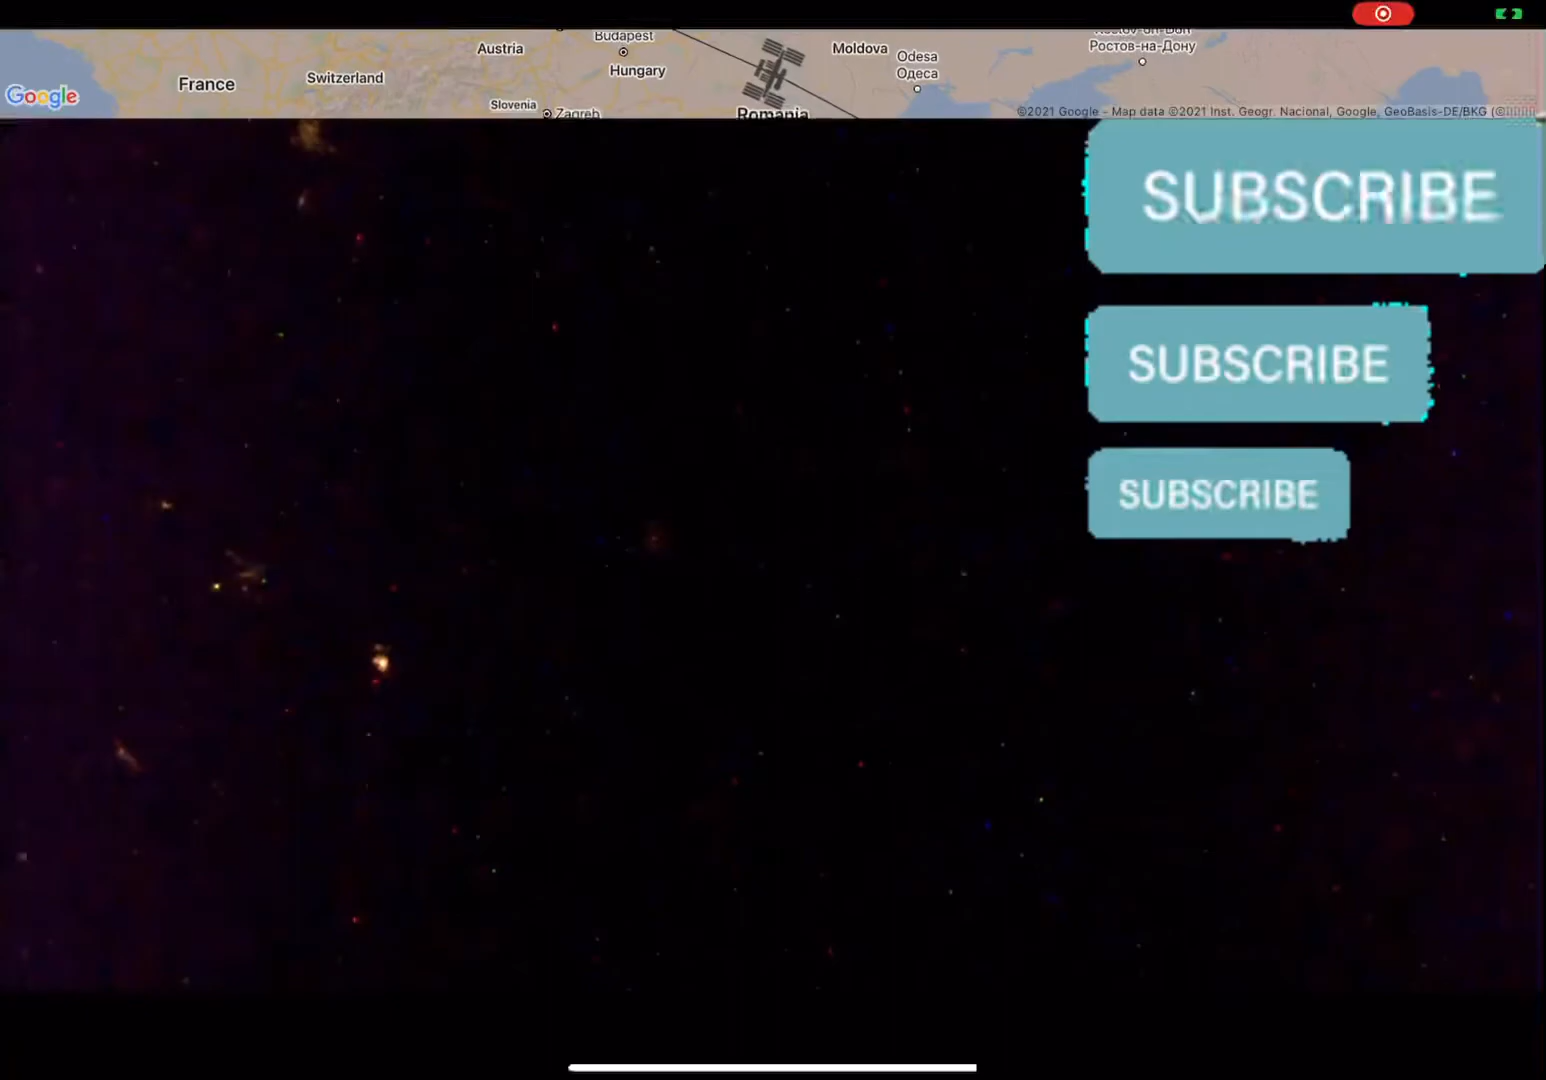 Budapest
Austria
Moldova
Ростов-на-Дону
Odesa
Одеса
Hungary
Switzerland
France
Google
Slovenia
Zagreb
Romania
©2021 Google - Map data ©2021 Inst. Geogr. Nacional, Google, GeoBasis-DE/BKG
SUBSCRIBE
SUBSCRIBE
SUBSCRIBE